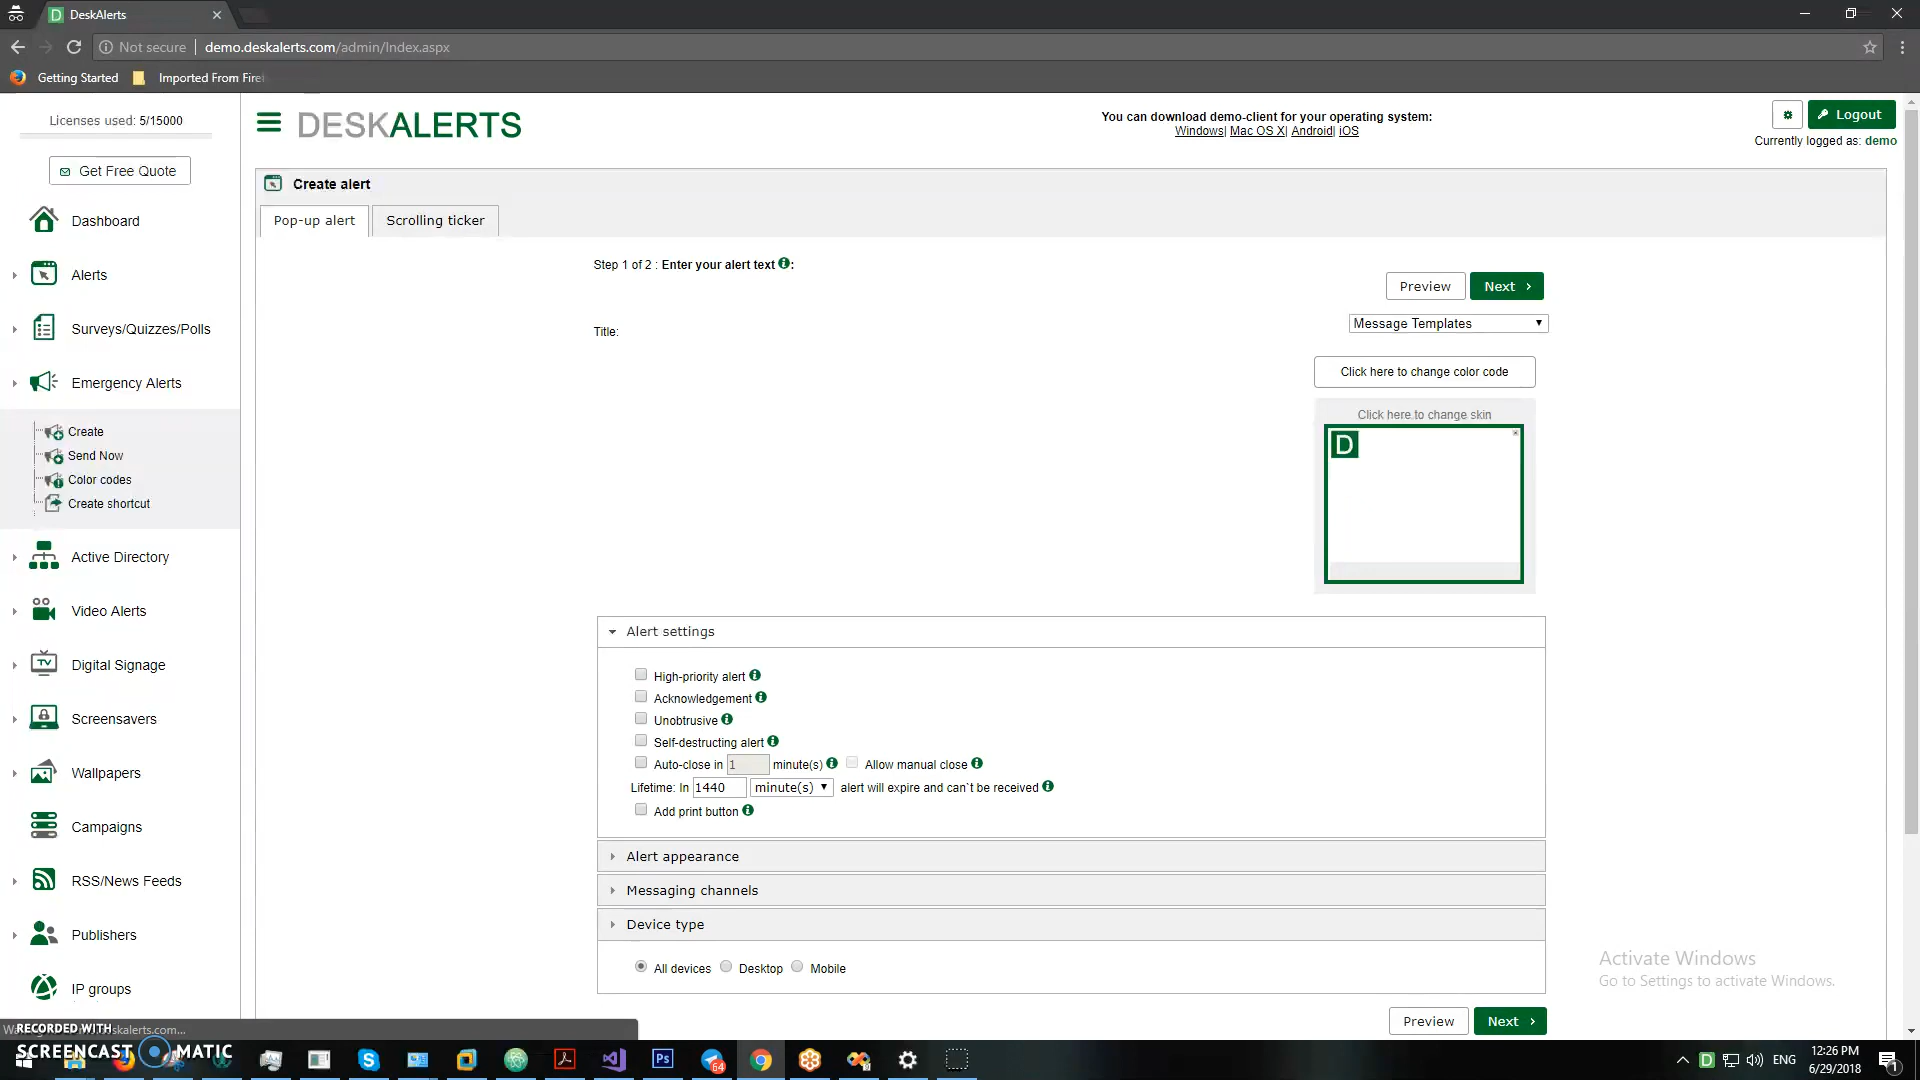 DeskAlerts
Not secure demo.deskalerts.com/admin/Index.aspx
Getting Started Imported From
Licenses used: 5/15000
Get Free Quote
Dashboard
Alerts
Surveys/Quizzes/Polls
Emergency Alerts
Create
Send Now
Color codes
Create shortcut
Active Directory
Video Alerts
Digital Signage
TV
Screensavers
Wallpapers
Campaigns
RSS/News Feeds
Publishers
IP groups
DESKALERTS
You can download demo-client for your operating system:
Windows| Mac OS X| Android| iOS
Logout
Currently logged as: demo
Create alert
Pop-up alert Scrolling ticker
Step 1 of 2 : Enter your alert text :
Preview Next
Message Templates
Title:
Click here to change color code
Click here to change skin
D
Alert settings
High-priority alert
Acknowledgement
Unobtrusive
Self-destructing alert
Auto-close in 1 minute(s) Allow manual close
Lifetime: In 1440 minute(s) alert will expire and can`t be received
Add print button
Alert appearance
Messaging channels
Device type
All devices Desktop Mobile
Preview Next
Activate Windows
Go to Settings to activate Windows.
RECORDED WITH
SCREENCAST MATIC
Ps
64
ENG
12:26 PM
6/29/2018
1